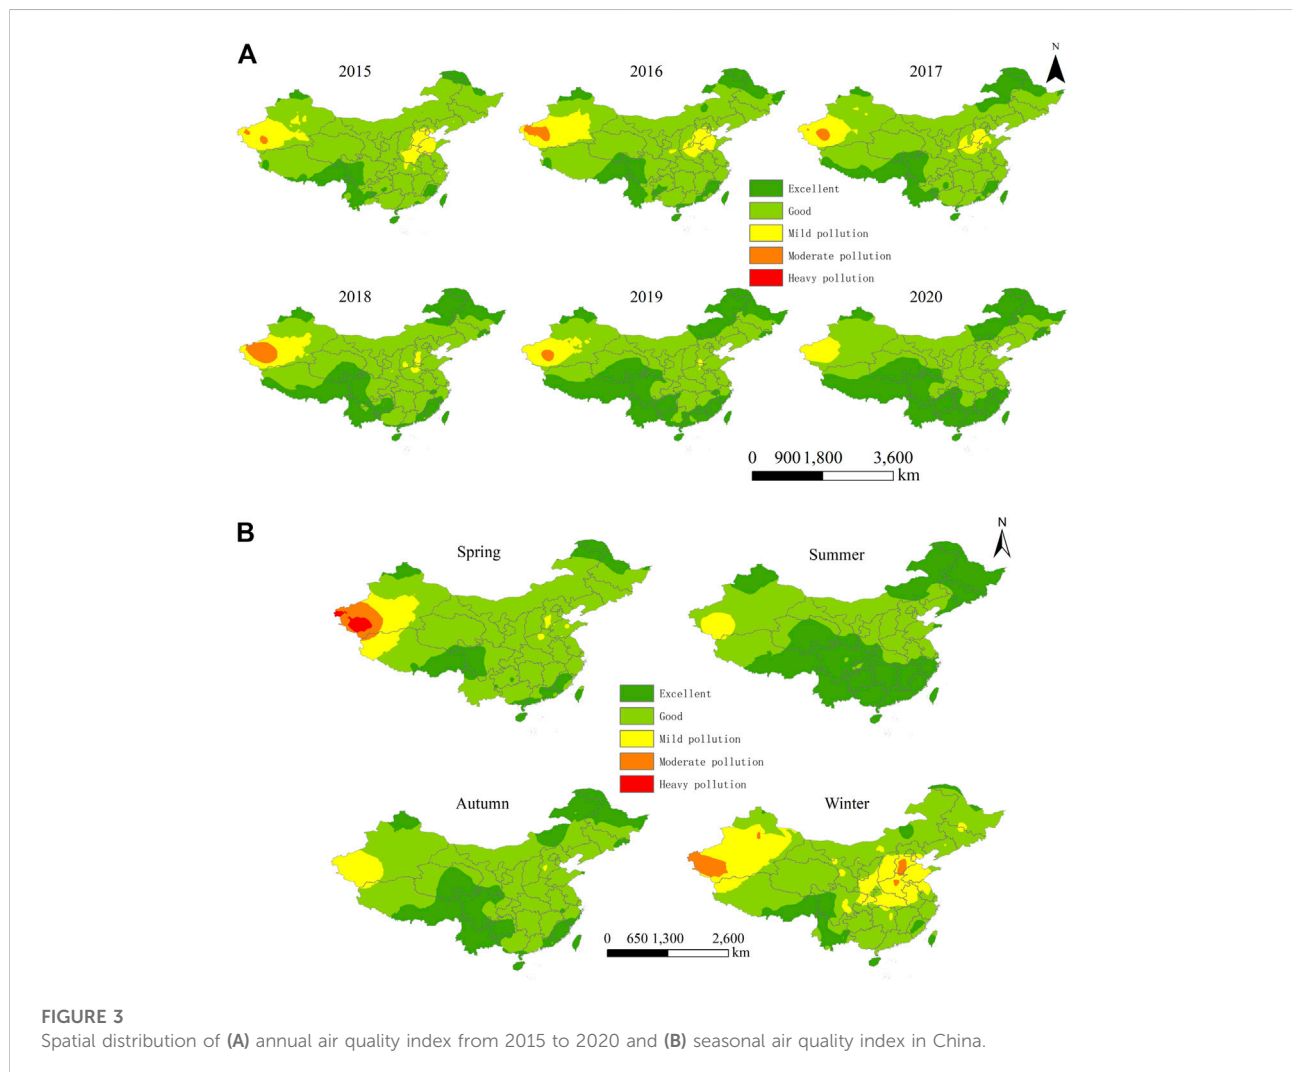 A
N
2015
2016
2017
Excellent
Good
Mild pollution
Moderate pollution
Heavy pollution
2018
2019
2020
0 900 1,800 3,600
km
B
N
Spring
Summer
Excellent
Good
Mild pollution
Moderate pollution
Heavy pollution
Autumn
Winter
0 650 1,300 2,600
km
FIGURE 3
Spatial distribution of (A) annual air quality index from 2015 to 2020 and (B) seasonal air quality index in China.